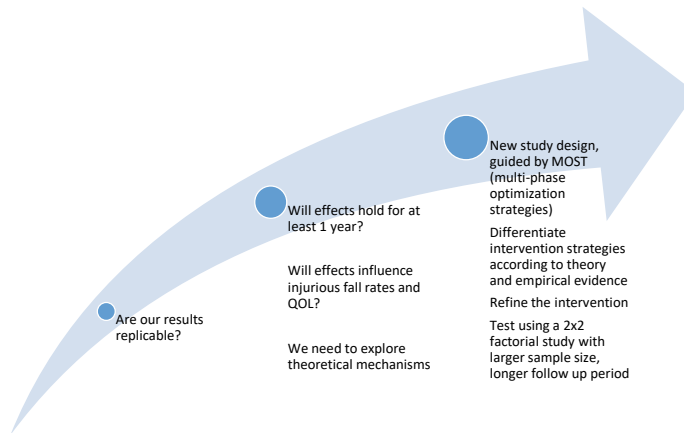 Are our results
replicable?
Will effects hold for at
least 1 year?
Will effects influence
injurious fall rates and
QOL?
We need to explore
theoretical mechanisms
New study design,
guided by MOST
(multi-phase
optimization
strategies)
Differentiate
intervention strategies
according to theory
and empirical evidence
Refine the intervention
Test using a 2x2
factorial study with
larger sample size,
longer follow up period